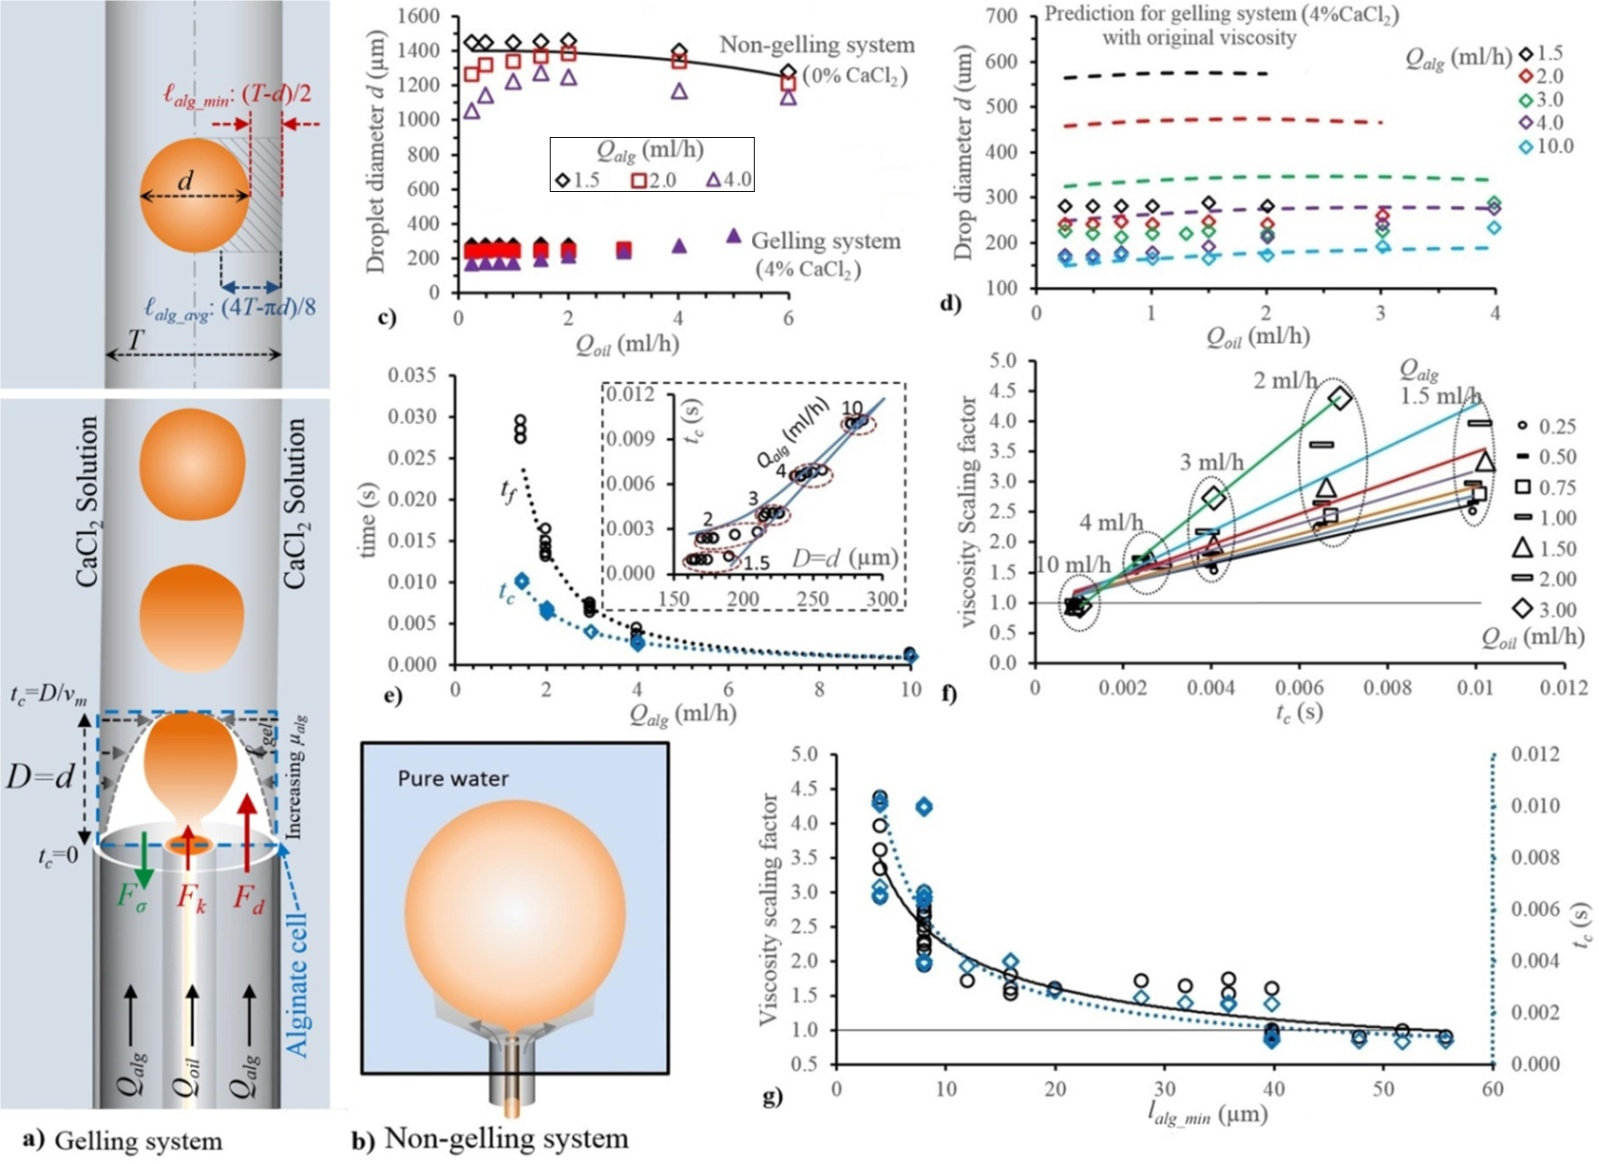 ℓalg_min: (T-d)/2
d
ℓalg_avg: (4T-πd)/8
T
CaCl2 Solution
CaCl2 Solution
tc=D/vm
D=d
tc=0
ℓgel
Increasing μalg
Fσ
Fk
Fd
Alginate cell
Qalg
Qoil
Qalg
a) Gelling system
Pure water
b) Non-gelling system
c)
Droplet diameter d (µm)
1600
1400
1200
1000
800
600
400
200
0
Non-gelling system
(0% CaCl2)
Qalg (ml/h)
1.5
2.0
4.0
Gelling system
(4% CaCl2)
0
2
4
6
Qoil (ml/h)
d)
Prediction for gelling system (4%CaCl2)
with original viscosity
Drop diameter d (um)
700
600
500
400
300
200
100
Qalg (ml/h)
1.5
2.0
3.0
4.0
10.0
0
1
2
3
4
Qoil (ml/h)
e)
time (s)
0.035
0.030
0.025
0.020
0.015
0.010
0.005
0.000
tf
tc
0.012
0.009
0.006
0.003
0.000
tc (s)
Qalg (ml/h)
10
4
3
2
1.5
D=d (µm)
150
200
250
300
0
2
4
6
8
10
Qalg (ml/h)
f)
viscosity Scaling factor
5.0
4.5
4.0
3.5
3.0
2.5
2.0
1.5
1.0
0.5
0.0
Qalg
1.5 ml/h
2 ml/h
3 ml/h
4 ml/h
10 ml/h
0.25
0.50
0.75
1.00
1.50
2.00
3.00
Qoil (ml/h)
0
0.002
0.004
0.006
0.008
0.01
0.012
tc (s)
g)
Viscosity scaling factor
5.0
4.5
4.0
3.5
3.0
2.5
2.0
1.5
1.0
0.5
0.012
0.010
0.008
0.006
0.004
0.002
0.000
tc (s)
0
10
20
30
40
50
60
lalg_min (µm)